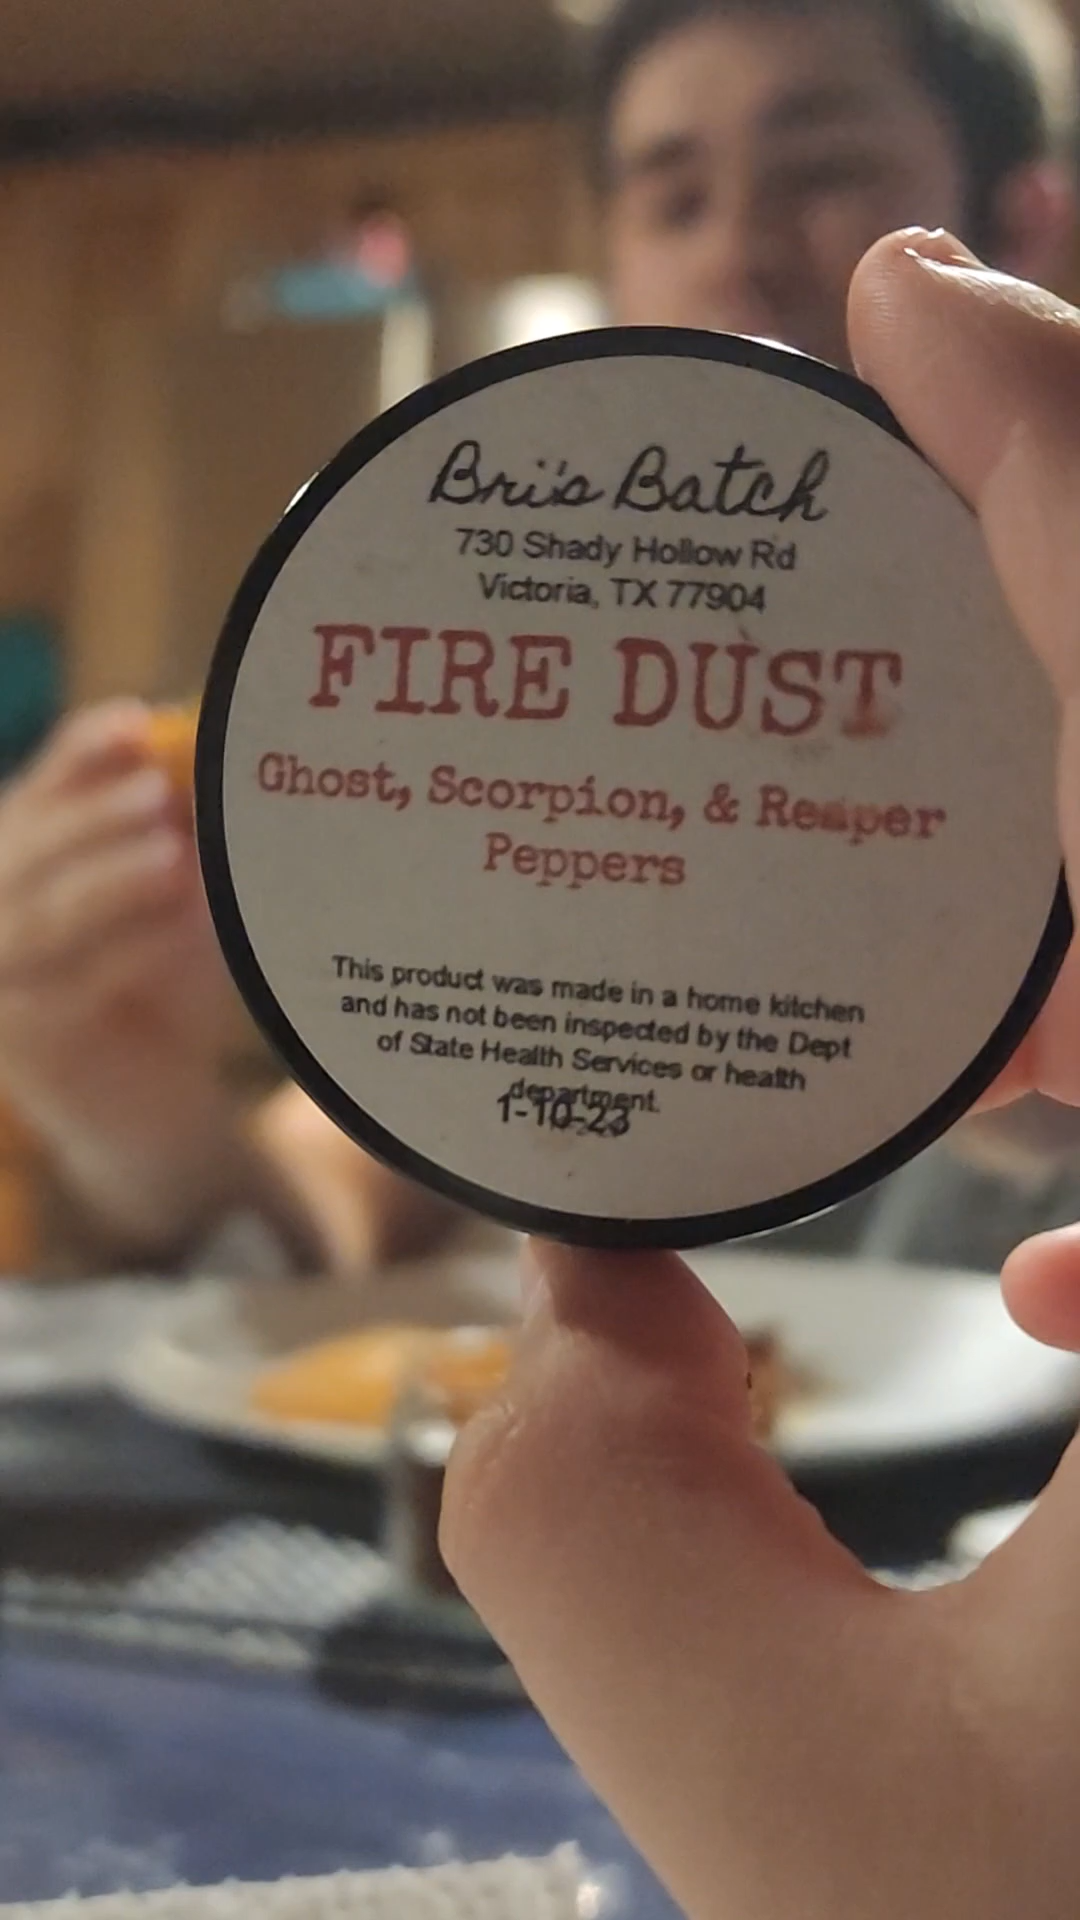 Bri's Batch
730 Shady Hollow Rd
Victoria, TX 77904
FIRE DUST
Ghost, Scorpion, & Reaper
Peppers
This product was made in a home kitchen
and has not been inspected by the Dept
of State Health Services or health
department.
1-10-23